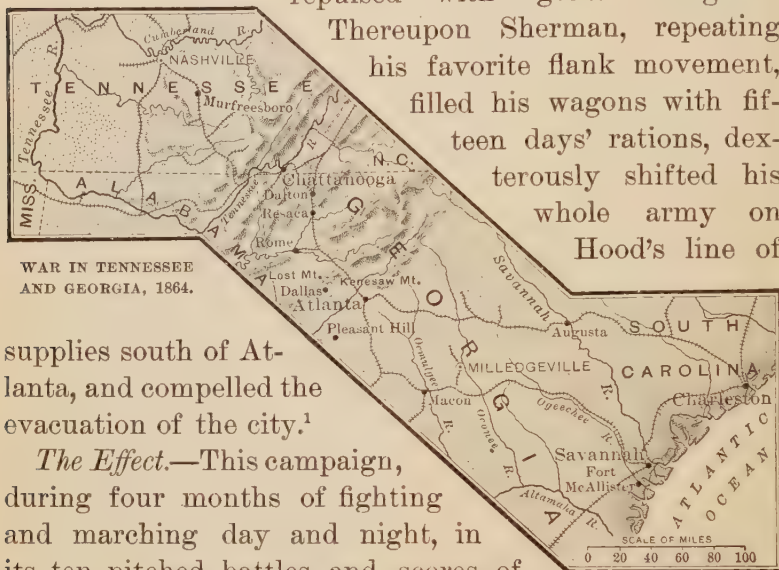 Thereupon Sherman, repeating
his favorite flank movement,
filled his wagons with fif-
teen days' rations, dex-
terously shifted his
whole army on
Hood's line of
Cumberland R.
NASHVILLE
TENNESSEE
Murfreesboro
Tennessee R.
N.C.
Chattanooga
Dalton
Resaca
Tennessee R.
MISS.
ALABAMA
GEORGIA
Rome
Lost Mt.
Kenesaw Mt.
Dallas
Atlanta
Pleasant Hill
Savannah R.
Augusta
SOUTH
CAROLINA
MILLEDGEVILLE
Ocmulgee R.
Macon
Oconee R.
Ogeechee R.
Charleston
Savannah
Fort
McAllister
Altamaha R.
ATLANTIC
OCEAN
SCALE OF MILES
0 20 40 60 80 100
WAR IN TENNESSEE
AND GEORGIA, 1864.
supplies south of At-
lanta, and compelled the
evacuation of the city.¹
The Effect.—This campaign,
during four months of fighting
and marching day and night, in
its ten pitched battles and scores of